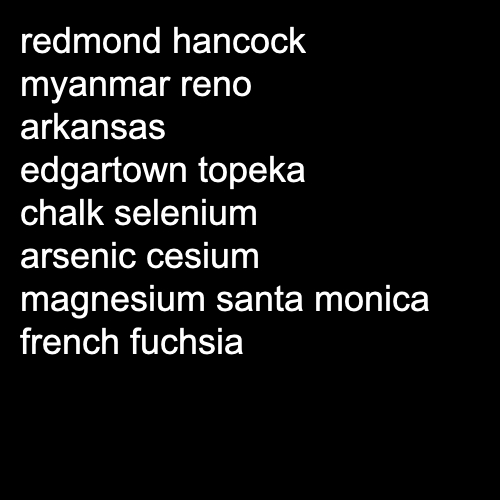 redmond hancock
myanmar reno
arkansas
edgartown topeka
chalk selenium
arsenic cesium
magnesium santa monica
french fuchsia